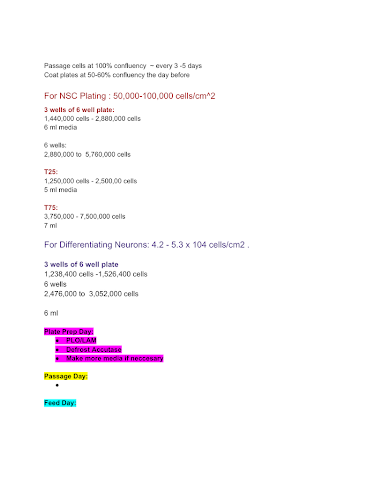 Passage cells at 100% confluency ~ every 3 -5 days
Coat plates at 50-60% confluency the day before
For NSC Plating : 50,000-100,000 cells/cm^2
3 wells of 6 well plate:
1,440,000 cells - 2,880,000 cells
6 ml media
6 wells:
2,880,000 to 5,760,000 cells
T25:
1,250,000 cells - 2,500,00 cells
5 ml media
T75:
3,750,000 - 7,500,000 cells
7 ml
For Differentiating Neurons: 4.2 - 5.3 x 104 cells/cm2 .
3 wells of 6 well plate
1,238,400 cells -1,526,400 cells
6 wells
2,476,000 to 3,052,000 cells
6 ml
Plate Prep Day:
● PLO/LAM
● Defrost Accutase
● Make more media if neccesary
Passage Day:
●
Feed Day: